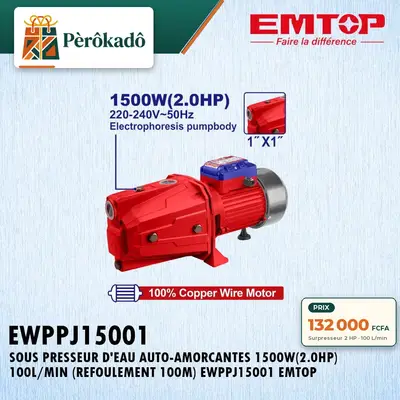 Pèrôkadô
EMTOP
Faire la différence
1500W(2.0HP)
220-240V~50Hz
Electrophoresis pumpbody
1"X1"
100% Copper Wire Motor
EWPPJ15001
SOUS PRESSEUR D'EAU AUTO-AMORCANTES 1500W(2.0HP)
100L/MIN (REFOULEMENT 100M) EWPPJ15001 EMTOP
PRIX
132 000 FCFA
Surpresseur 2 HP · 100 L/min